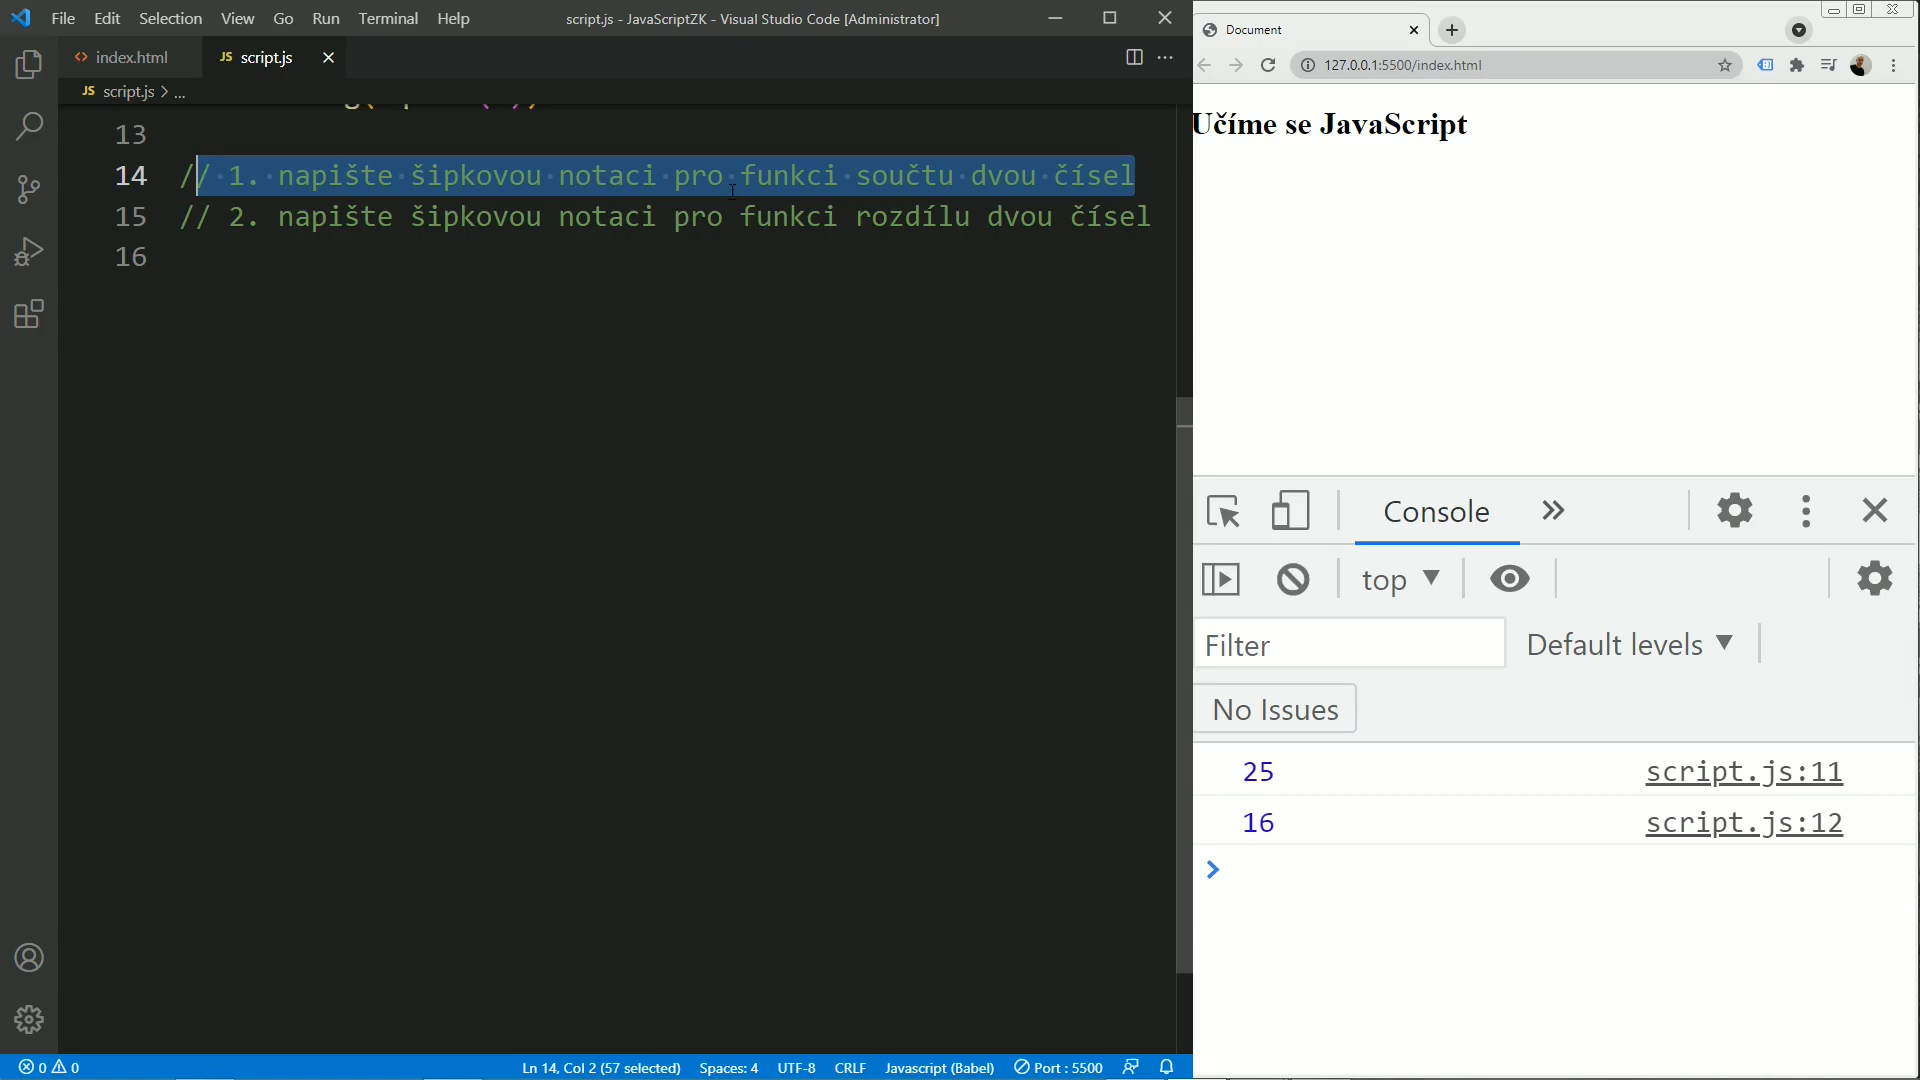 File Edit Selection View Go Run Terminal Help
script.js - JavaScriptZK - Visual Studio Code [Administrator]
index.html
JS script.js
JS script.js > ...
13
14 // 1. napište šipkovou notaci pro funkci součtu dvou čísel
15 // 2. napište šipkovou notaci pro funkci rozdílu dvou čísel
16
0 0
Ln 14, Col 2 (57 selected) Spaces: 4 UTF-8 CRLF Javascript (Babel) Port : 5500
Document
127.0.0.1:5500/index.html
Učíme se JavaScript
Console
top
Filter
Default levels
No Issues
25 script.js:11
16 script.js:12